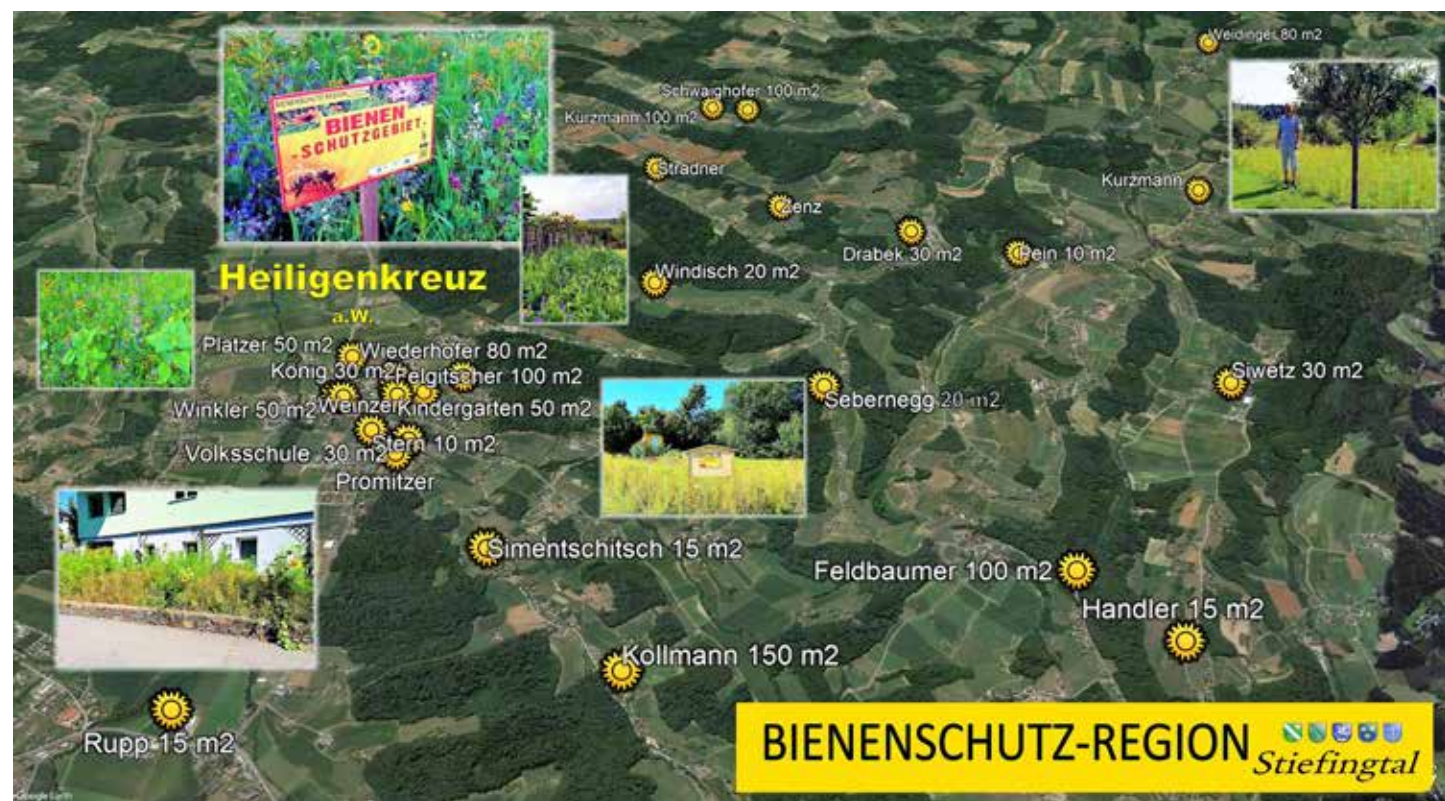 Weidinger 80 m2
Schwaighofer 100 m2
Kurzmann 100 m2
BIENEN
-SCHUTZGEBIET-
Stradner
Kurzmann
Zenz
Drabek 30 m2
Pein 10 m2
Windisch 20 m2
Heiligenkreuz
a.W.
Platzer 50 m2
Wiederhofer 80 m2
König 30 m2
Felgitscher 100 m2
Siwetz 30 m2
Winkler 50 m2
Weinzerl
Kindergarten 50 m2
Sebernegg 20 m2
Stern 10 m2
Volksschule 30 m2
Promitzer
Simentschitsch 15 m2
Feldbaumer 100 m2
Handler 15 m2
Kollmann 150 m2
Rupp 15 m2
BIENENSCHUTZ-REGION
Stiefingtal
Google Earth